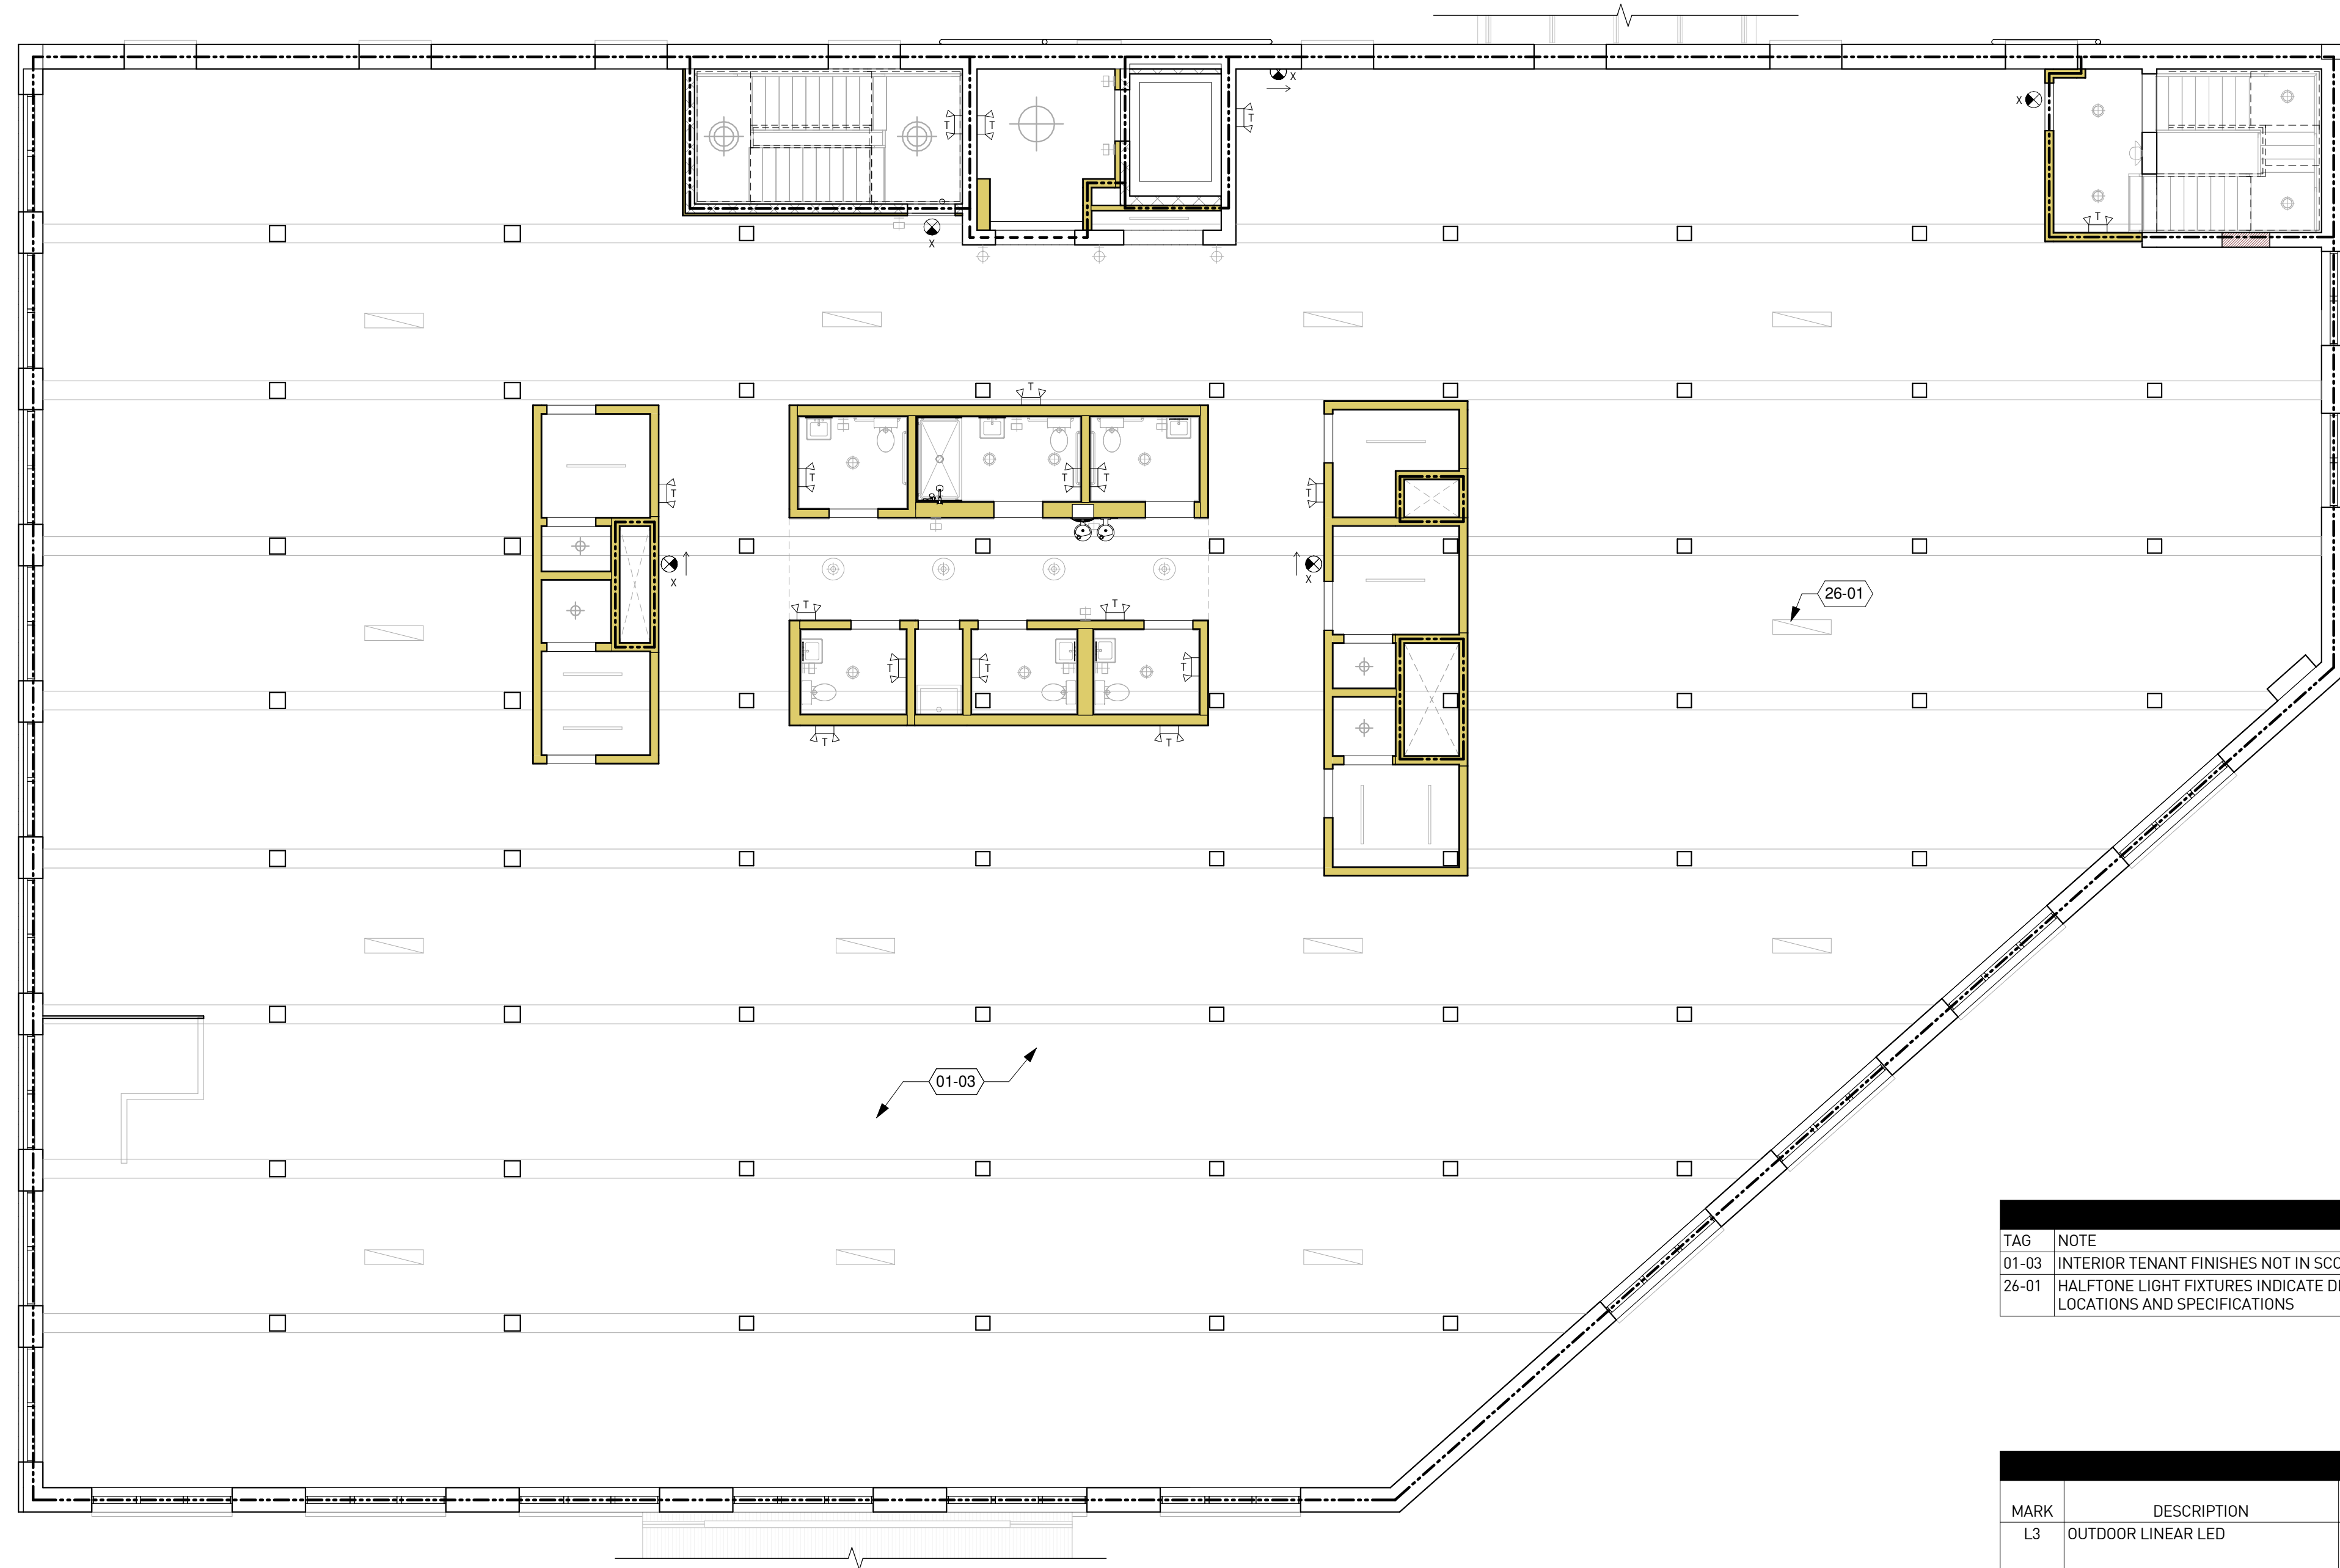 X
X
T T T
T
X
T
T T T
T T
X X
26-01
T T
T T T
T T
01-03
TAG NOTE
01-03 INTERIOR TENANT FINISHES NOT IN SCO
26-01 HALFTONE LIGHT FIXTURES INDICATE
LOCATIONS AND SPECIFICATIONS
MARK DESCRIPTION
L3 OUTDOOR LINEAR LED